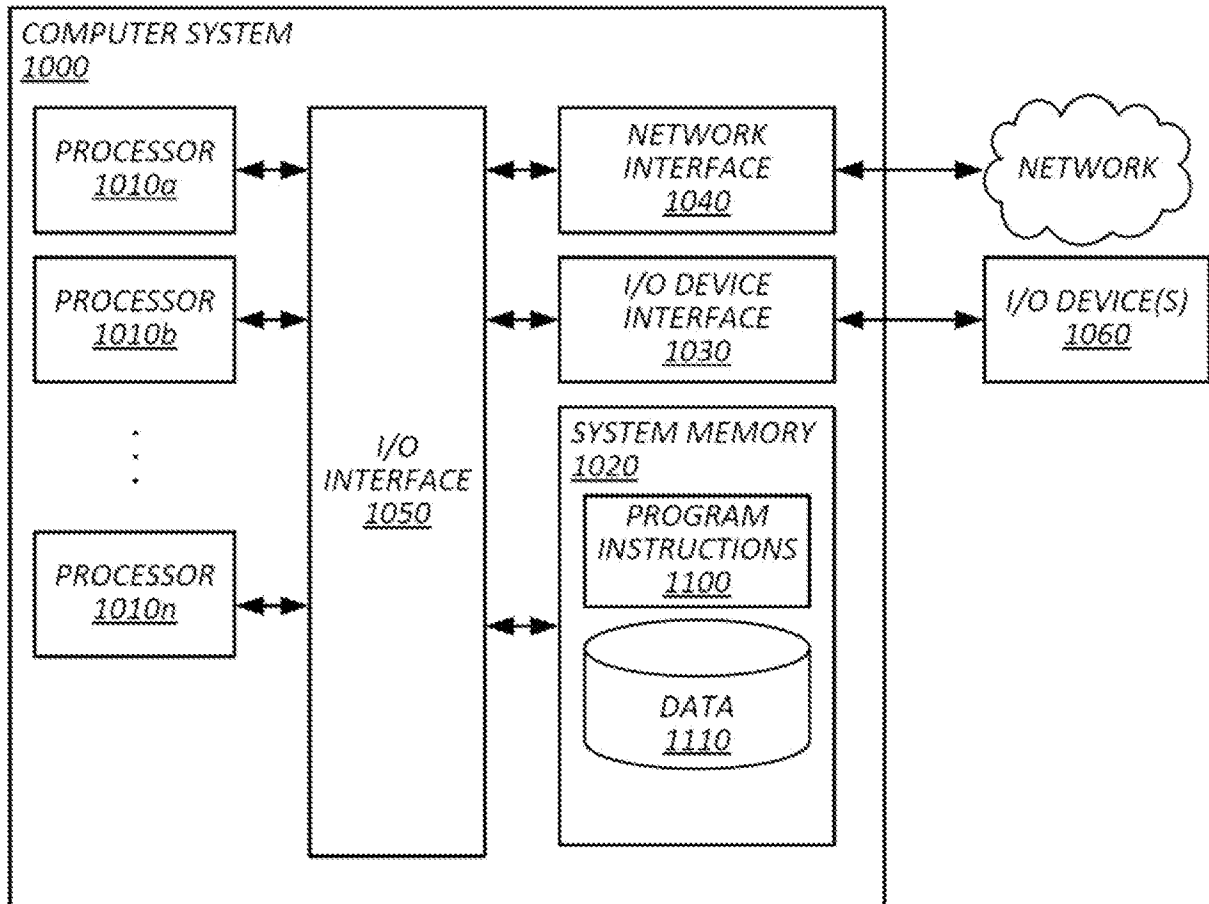 COMPUTER SYSTEM
1000
PROCESSOR
1010a
PROCESSOR
1010b
PROCESSOR
1010n
I/O
INTERFACE
1050
NETWORK
INTERFACE
1040
I/O DEVICE
INTERFACE
1030
SYSTEM MEMORY
1020
PROGRAM
INSTRUCTIONS
1100
DATA
1110
NETWORK
I/O DEVICE(S)
1060